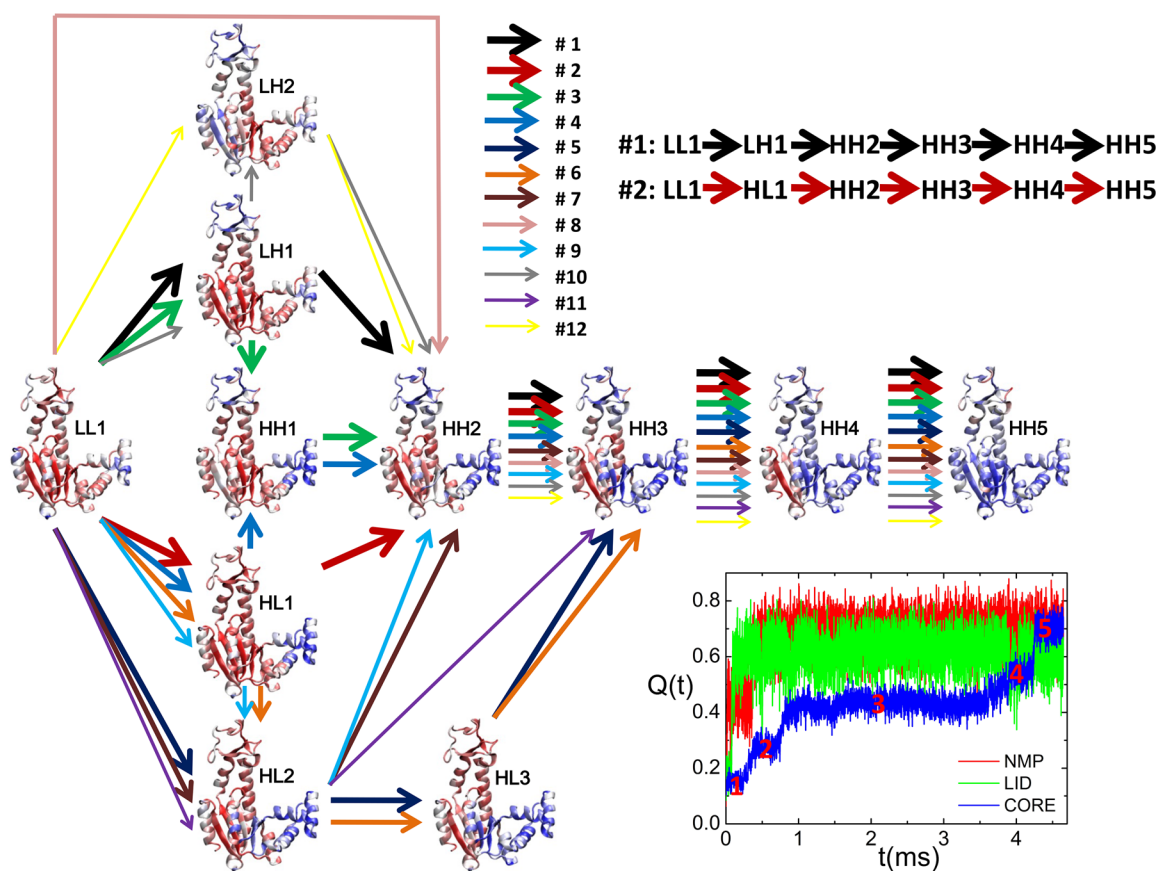 LH2
LH1
LL1
HH1
HH2
HH3
HH4
HH5
HL1
HL2
HL3
# 1
# 2
# 3
# 4
# 5
# 6
# 7
# 8
# 9
#10
#11
#12
#1: LL1 LH1 HH2 HH3 HH4 HH5
#2: LL1 HL1 HH2 HH3 HH4 HH5
Q(t)
0.8
0.6
0.4
0.2
0.0
1
2
3
4
5
NMP
LID
CORE
0 1 2 3 4
t(ms)